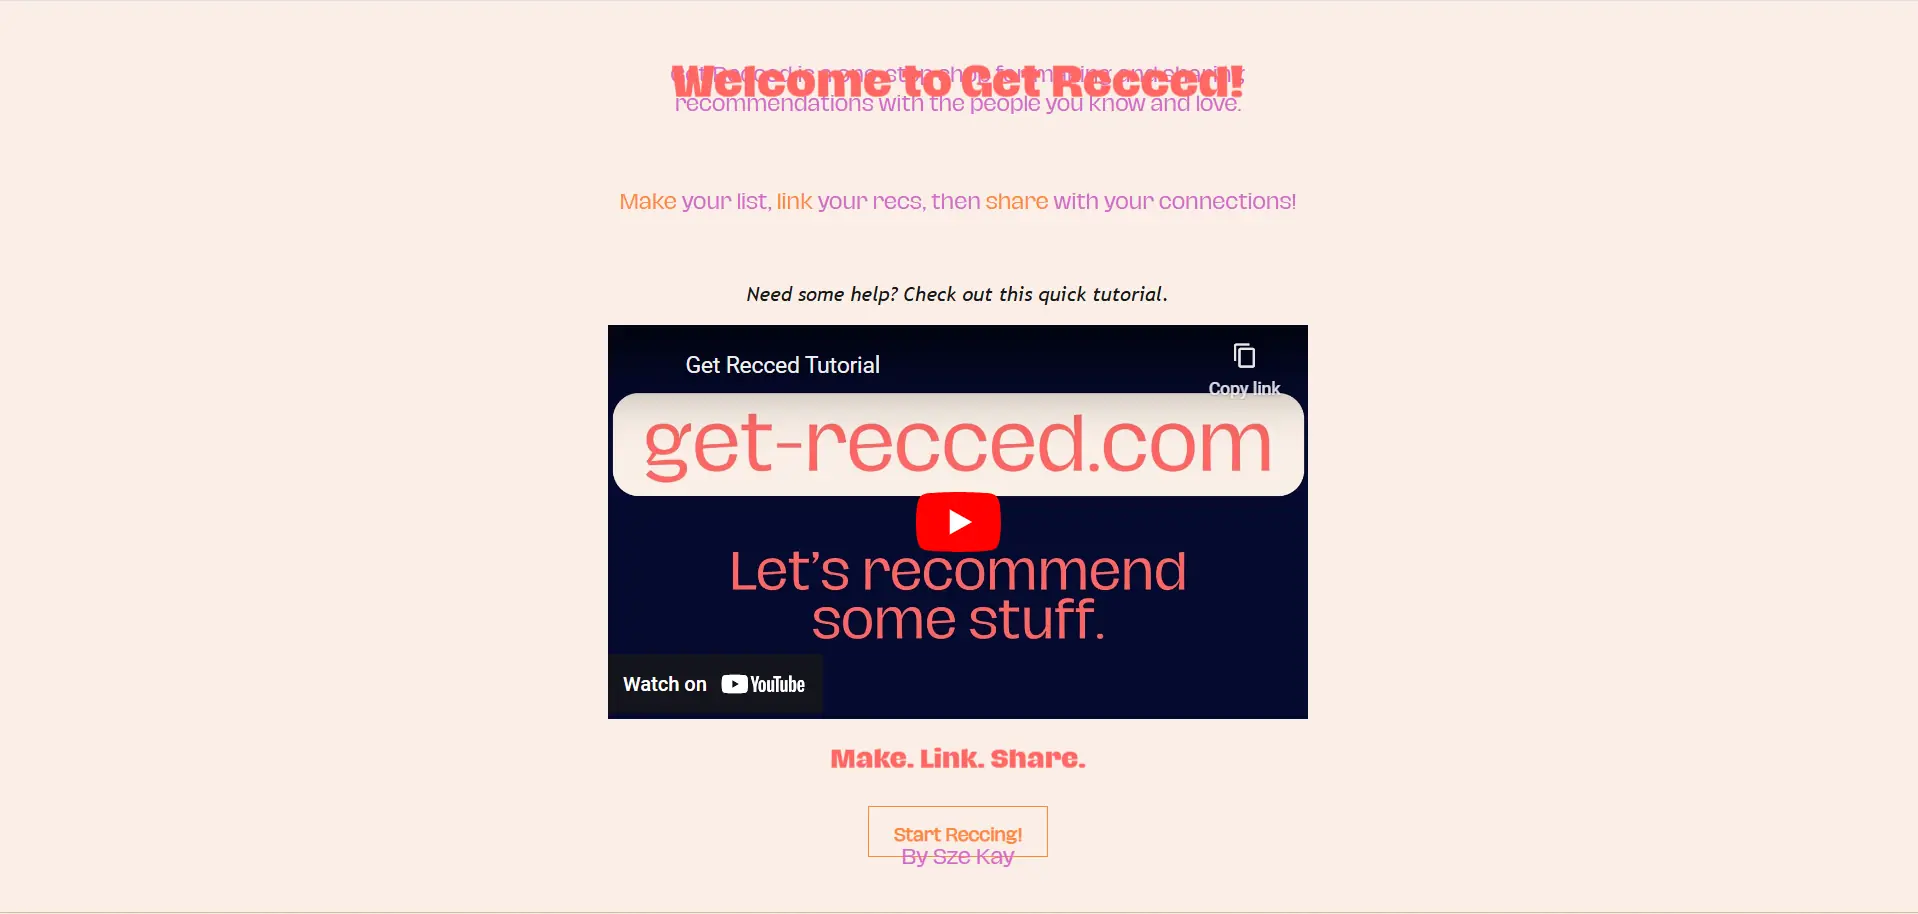 Welcome to Get Recced!
Get Recced is a one-stop shop for making and sharing
recommendations with the people you know and love.
Make your list, link your recs, then share with your connections!
Need some help? Check out this quick tutorial.
Get Recced Tutorial
Copy link
get-recced.com
Let’s recommend
some stuff.
Watch on YouTube
Make. Link. Share.
Start Reccing!
By Sze Kay